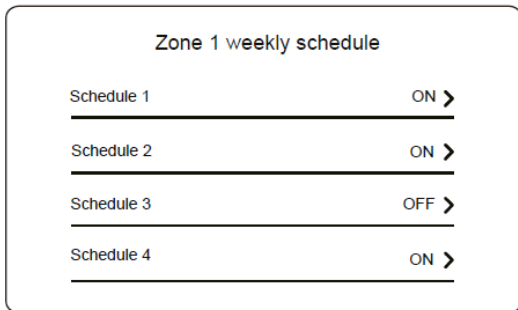 Zone 1 weekly schedule
Schedule 1 ON
Schedule 2 ON
Schedule 3 OFF
Schedule 4 ON